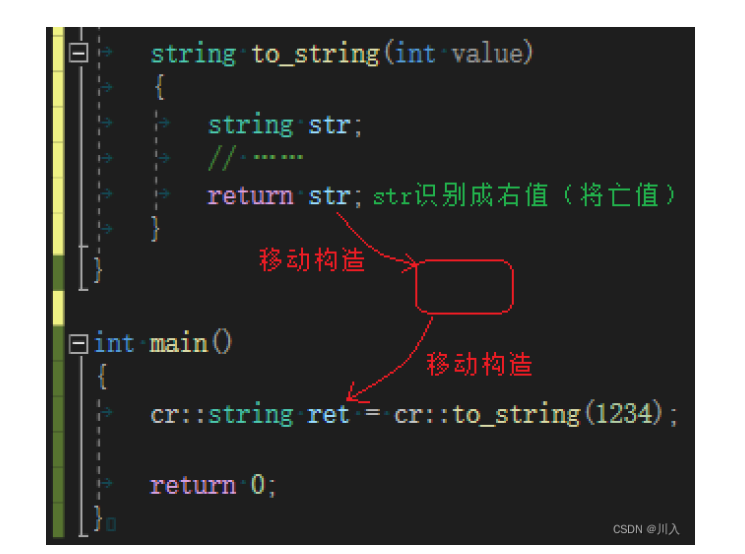 string to_string(int value)
{
string str;
// ……
return str; str识别成右值（将亡值）
}
移动构造
}
int main()
{
移动构造
cr::string ret = cr::to_string(1234);
return 0;
}
CSDN @川入